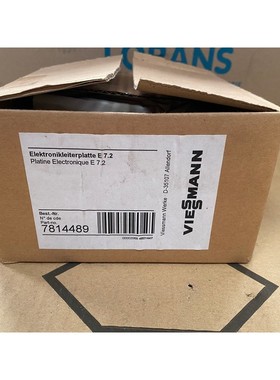 LORANS
Elektronikleiterplatte E 7.2
Platine Electronique E 7.2
Best.-Nr.
N° de cde
Part-no.
7814489
Viessmann Werke · D-35107 Allendorf
VIESMANN